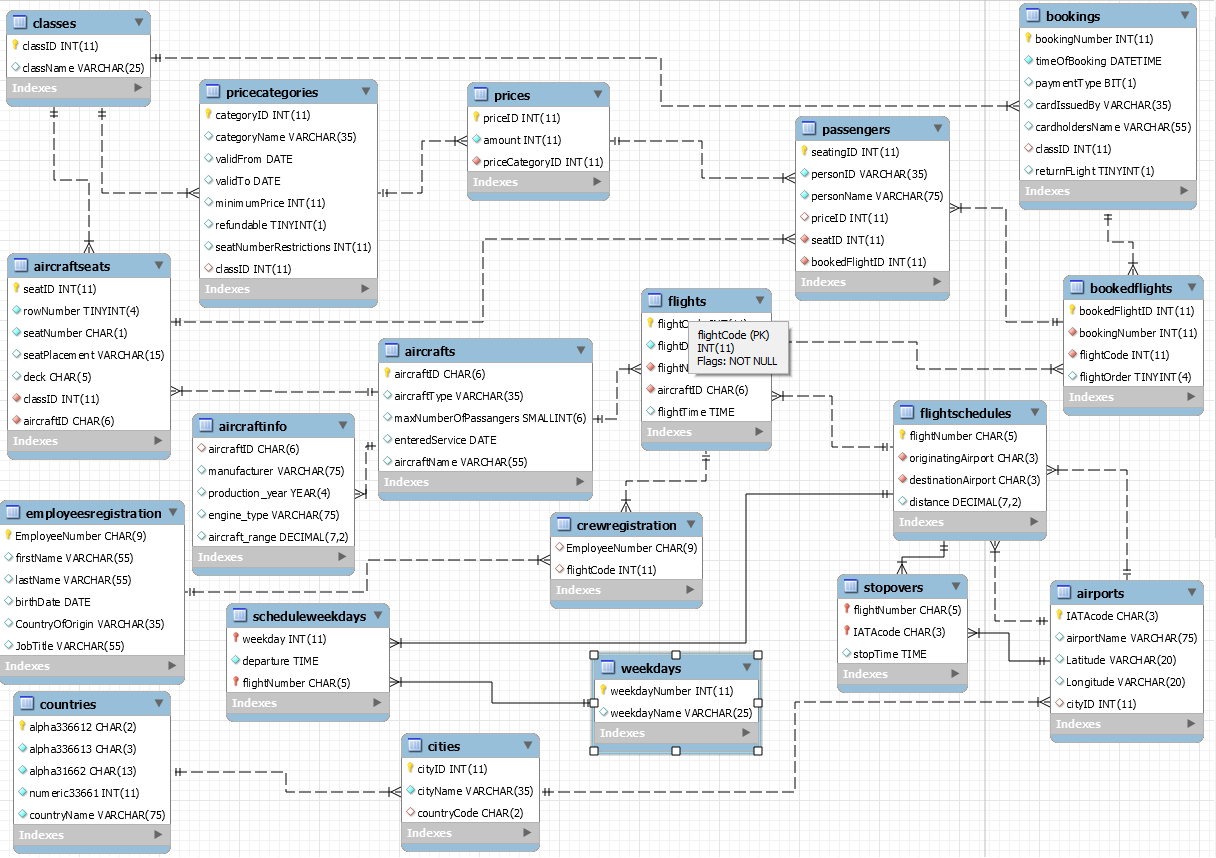 classes
classID INT(11)
className VARCHAR(25)
Indexes
pricecategories
categoryID INT(11)
categoryName VARCHAR(35)
validFrom DATE
validTo DATE
minimumPrice INT(11)
refundable TINYINT(1)
seatNumberRestrictions INT(11)
classID INT(11)
Indexes
prices
priceID INT(11)
amount INT(11)
priceCategoryID INT(11)
Indexes
passengers
seatingID INT(11)
personID VARCHAR(35)
personName VARCHAR(75)
priceID INT(11)
seatID INT(11)
bookedFlightID INT(11)
Indexes
bookings
bookingNumber INT(11)
timeOfBooking DATETIME
paymentType BIT(1)
cardIssuedBy VARCHAR(35)
cardholdersName VARCHAR(55)
classID INT(11)
returnFLight TINYINT(1)
Indexes
aircraftseats
seatID INT(11)
rowNumber TINYINT(4)
seatNumber CHAR(1)
seatPlacement VARCHAR(15)
deck CHAR(5)
classID INT(11)
aircraftID CHAR(6)
Indexes
aircrafts
aircraftID CHAR(6)
aircraftType VARCHAR(35)
maxNumberOfPassangers SMALLINT(6)
enteredService DATE
aircraftName VARCHAR(55)
Indexes
flights
flightCode (PK)
INT(11)
Flags: NOT NULL
aircraftID CHAR(6)
flightTime TIME
Indexes
bookedflights
bookedFlightID INT(11)
bookingNumber INT(11)
flightCode INT(11)
flightOrder TINYINT(4)
Indexes
aircraftinfo
aircraftID CHAR(6)
manufacturer VARCHAR(75)
production_year YEAR(4)
engine_type VARCHAR(75)
aircraft_range DECIMAL(7,2)
Indexes
flightschedules
flightNumber CHAR(5)
originatingAirport CHAR(3)
destinationAirport CHAR(3)
distance DECIMAL(7,2)
Indexes
employeesregistration
EmployeeNumber CHAR(9)
firstName VARCHAR(55)
lastName VARCHAR(55)
birthDate DATE
CountryOfOrigin VARCHAR(35)
JobTitle VARCHAR(55)
Indexes
crewregistration
EmployeeNumber CHAR(9)
flightCode INT(11)
Indexes
scheduleweekdays
weekday INT(11)
departure TIME
flightNumber CHAR(5)
Indexes
stopovers
flightNumber CHAR(5)
IATAcode CHAR(3)
stopTime TIME
Indexes
airports
IATAcode CHAR(3)
airportName VARCHAR(75)
Latitude VARCHAR(20)
Longitude VARCHAR(20)
cityID INT(11)
Indexes
weekdays
weekdayNumber INT(11)
weekdayName VARCHAR(25)
Indexes
countries
alpha336612 CHAR(2)
alpha336613 CHAR(3)
alpha31662 CHAR(13)
numeric33661 INT(11)
countryName VARCHAR(75)
Indexes
cities
cityID INT(11)
cityName VARCHAR(35)
countryCode CHAR(2)
Indexes